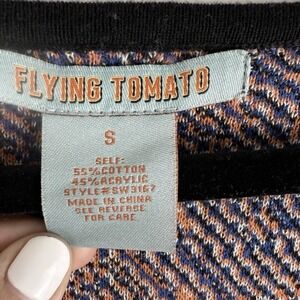 FLYING TOMATO
S
SELF:
55%COTTON
45%ACRYLIC
STYLE#SW3167
MADE IN CHINA
SEE REVERSE
FOR CARE